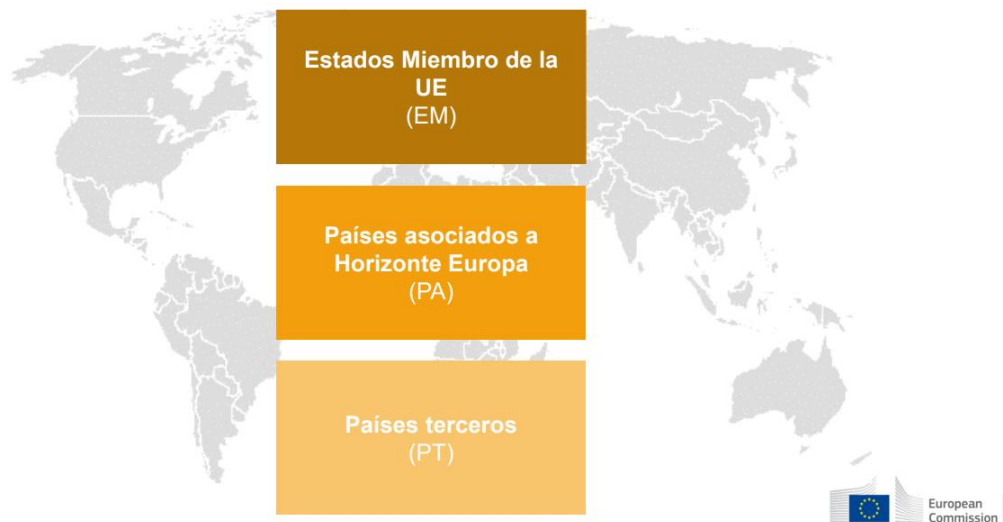 Estados Miembro de la
UE
(EM)
Países asociados a
Horizonte Europa
(PA)
Países terceros
(PT)
European
Commission